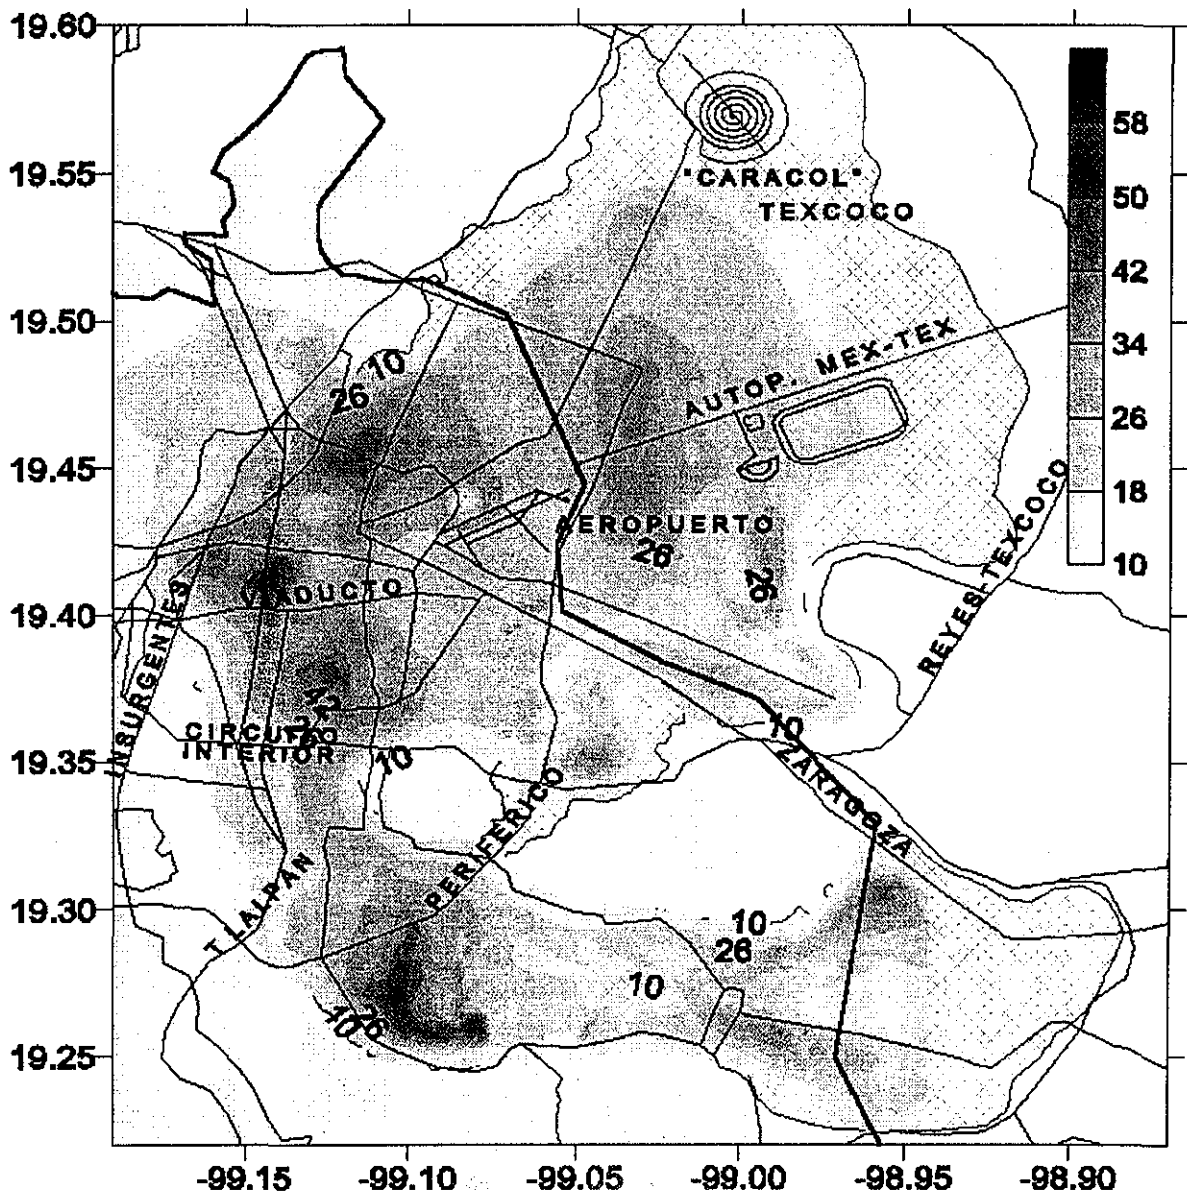 19.60
58
19.55
"CARACOL"
50
TEXCOCO
42
19.50
34
10
AUTOP. MEX-TEX
26
26
19.45
18
AEROPUERTO
26
10
26
VIADUCTO
19.40
REYES-TEXCOCO
INSURGENTES
42
10
CIRCUITO
INTERIOR
10
19.35
ZARAGOZA
PERIFERICO
19.30
TLALPAN
10
26
10
10
26
19.25
-99.15
-99.10
-99.05
-99.00
-98.95
-98.90